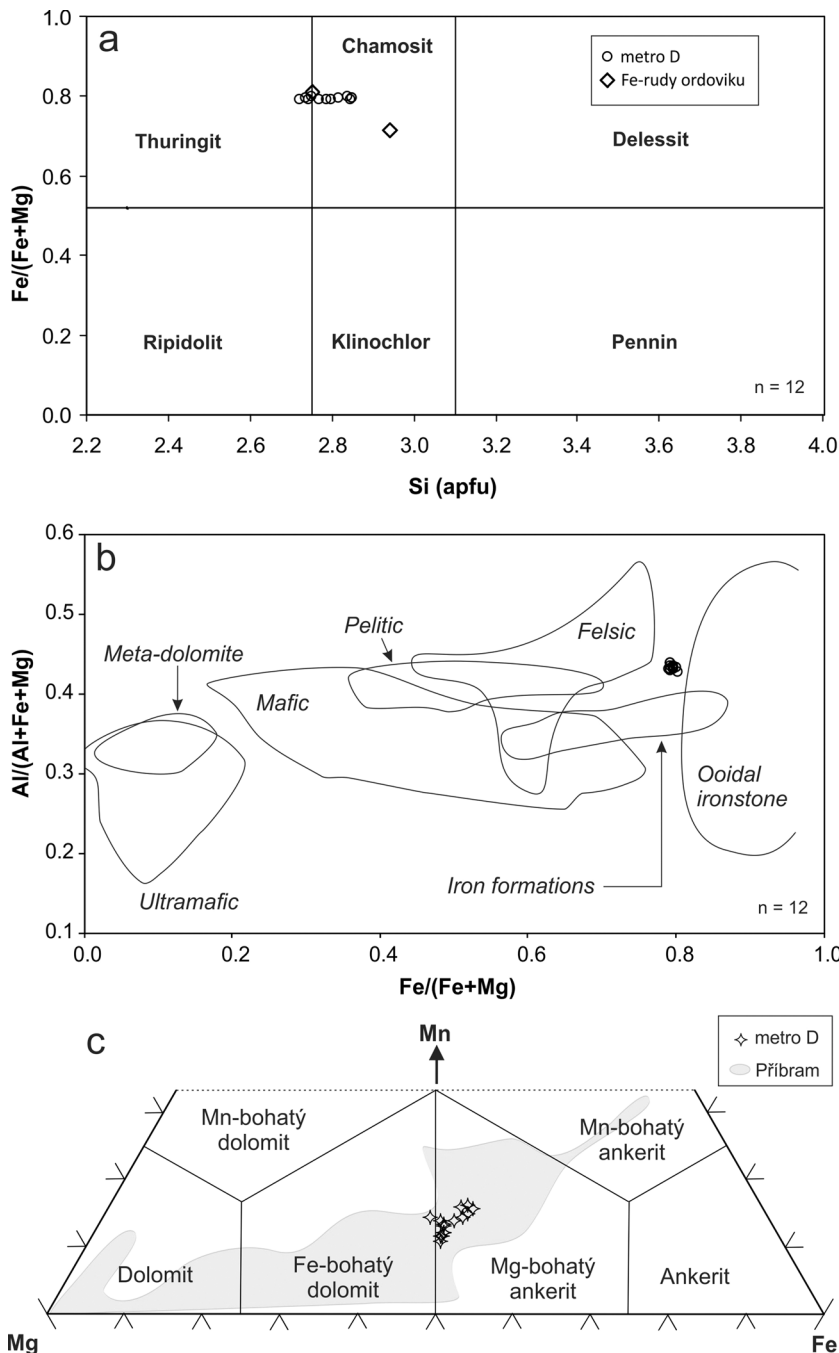 a
Chamosit
metro D
Fe-rudy ordoviku
Thuringit
Delessit
Ripidolit
Klinochlor
Pennin
n = 12
1.0
0.8
0.6
0.4
0.2
0.0
Fe/(Fe+Mg)
2.2 2.4 2.6 2.8 3.0 3.2 3.4 3.6 3.8 4.0
Si (apfu)
b
Meta-dolomite
Pelitic
Felsic
Mafic
Ooidal
ironstone
Ultramafic
Iron formations
n = 12
0.6
0.5
0.4
0.3
0.2
0.1
Al/(Al+Fe+Mg)
0.0 0.2 0.4 0.6 0.8 1.0
Fe/(Fe+Mg)
c
Mn
metro D
Příbram
Mn-bohatý
dolomit
Mn-bohatý
ankerit
Dolomit
Fe-bohatý
dolomit
Mg-bohatý
ankerit
Ankerit
Mg
Fe